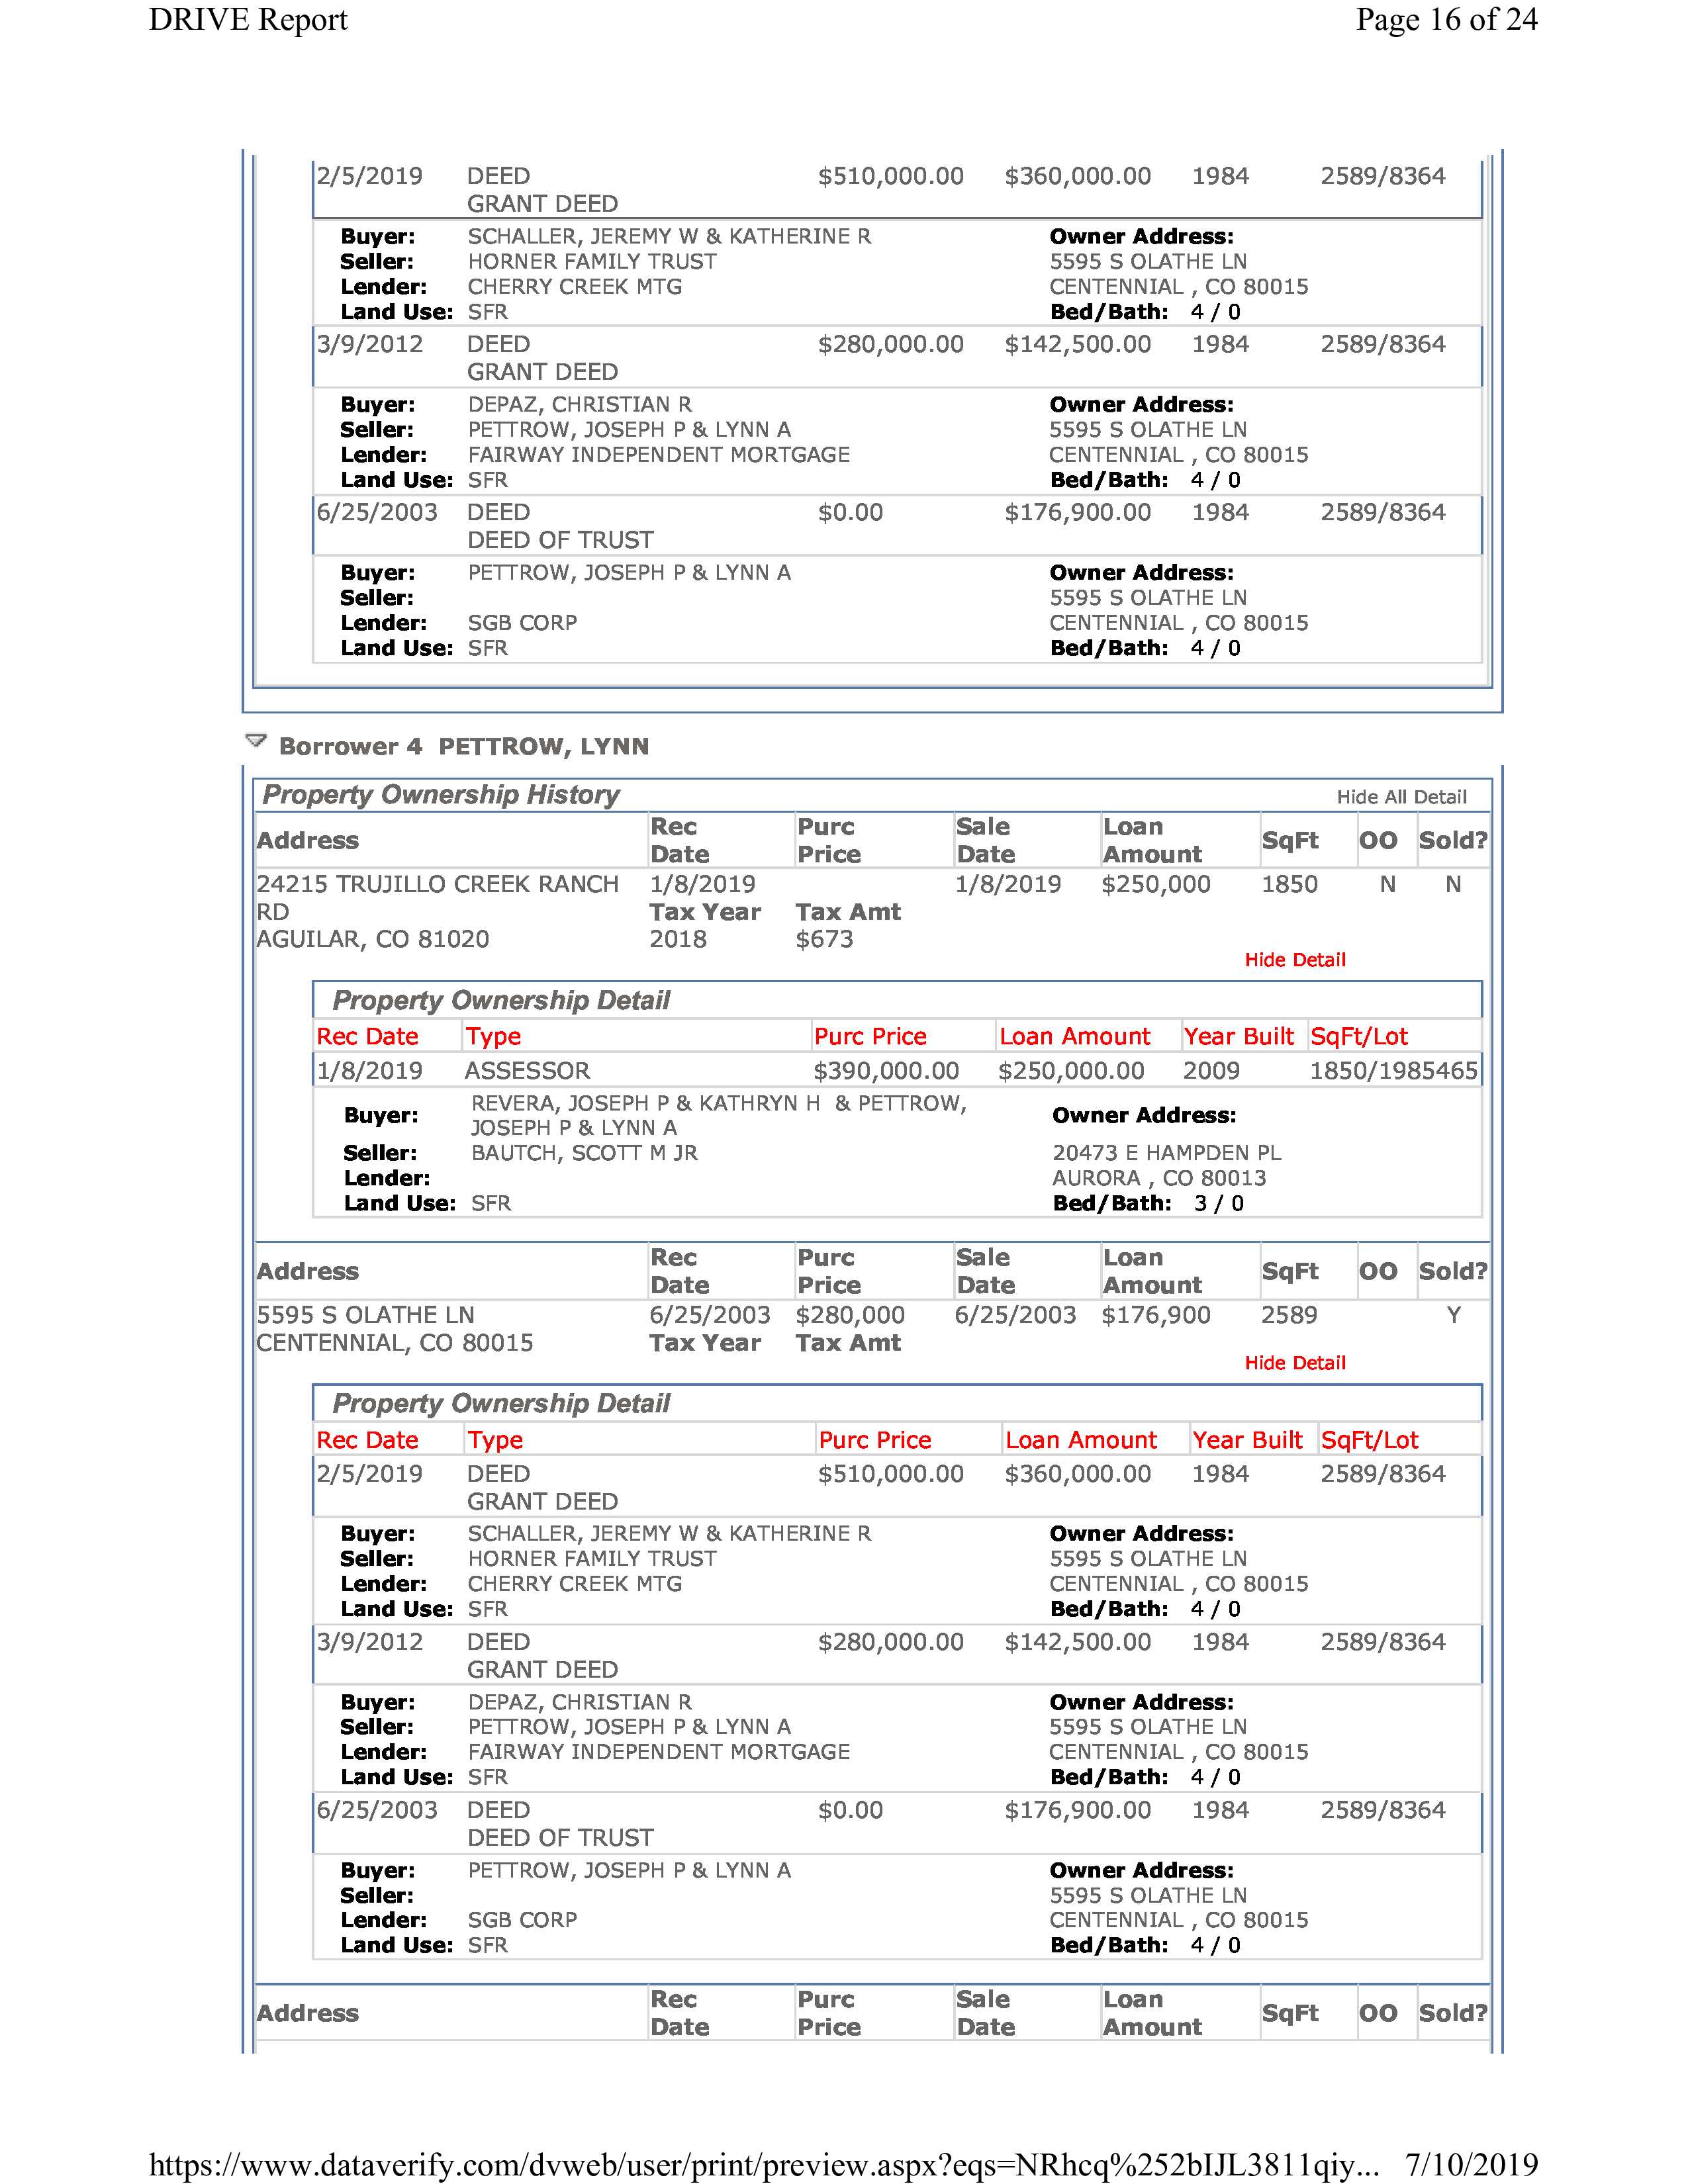 DRIVE Report Page 16 of 24
2/5/2019 DEED $510,000.00 $360,000.00 1984 2589/8364
GRANT DEED
Buyer: SCHALLER, JEREMY W & KATHERINE R Owner Address:
Seller: HORNER FAMILY TRUST 5595 S OLATHE LN
Lender: CHERRY CREEK MTG CENTENNIAL , CO 80015
Land Use: SFR Bed/Bath: 4 / 0
3/9/2012 DEED $280,000.00 $142,500.00 1984 2589/8364
GRANT DEED
Buyer: DEPAZ, CHRISTIAN R Owner Address:
Seller: PETTROW, JOSEPH P & LYNN A 5595 S OLATHE LN
Lender: FAIRWAY INDEPENDENT MORTGAGE CENTENNIAL , CO 80015
Land Use: SFR Bed/Bath: 4 / 0
6/25/2003 DEED $0.00 $176,900.00 1984 2589/8364
DEED OF TRUST
Buyer: PETTROW, JOSEPH P & LYNN A Owner Address:
Seller: 5595 S OLATHE LN
Lender: SGB CORP CENTENNIAL , CO 80015
Land Use: SFR Bed/Bath: 4 / 0
Borrower 4 PETTROW, LYNN
Property Ownership History Hide All Detail
Address Rec Date Purc Price Sale Date Loan Amount SqFt OO Sold?
24215 TRUJILLO CREEK RANCH 1/8/2019 1/8/2019 $250,000 1850 N N
RD Tax Year Tax Amt
AGUILAR, CO 81020 2018 $673
Hide Detail
Property Ownership Detail
Rec Date Type Purc Price Loan Amount Year Built SqFt/Lot
1/8/2019 ASSESSOR $390,000.00 $250,000.00 2009 1850/1985465
Buyer: REVERA, JOSEPH P & KATHRYN H & PETTROW, Owner Address:
JOSEPH P & LYNN A
Seller: BAUTCH, SCOTT M JR 20473 E HAMPDEN PL
Lender: AURORA , CO 80013
Land Use: SFR Bed/Bath: 3 / 0
Address Rec Date Purc Price Sale Date Loan Amount SqFt OO Sold?
5595 S OLATHE LN 6/25/2003 $280,000 6/25/2003 $176,900 2589 Y
CENTENNIAL, CO 80015 Tax Year Tax Amt
Hide Detail
Property Ownership Detail
Rec Date Type Purc Price Loan Amount Year Built SqFt/Lot
2/5/2019 DEED $510,000.00 $360,000.00 1984 2589/8364
GRANT DEED
Buyer: SCHALLER, JEREMY W & KATHERINE R Owner Address:
Seller: HORNER FAMILY TRUST 5595 S OLATHE LN
Lender: CHERRY CREEK MTG CENTENNIAL , CO 80015
Land Use: SFR Bed/Bath: 4 / 0
3/9/2012 DEED $280,000.00 $142,500.00 1984 2589/8364
GRANT DEED
Buyer: DEPAZ, CHRISTIAN R Owner Address:
Seller: PETTROW, JOSEPH P & LYNN A 5595 S OLATHE LN
Lender: FAIRWAY INDEPENDENT MORTGAGE CENTENNIAL , CO 80015
Land Use: SFR Bed/Bath: 4 / 0
6/25/2003 DEED $0.00 $176,900.00 1984 2589/8364
DEED OF TRUST
Buyer: PETTROW, JOSEPH P & LYNN A Owner Address:
Seller: 5595 S OLATHE LN
Lender: SGB CORP CENTENNIAL , CO 80015
Land Use: SFR Bed/Bath: 4 / 0
Address Rec Date Purc Price Sale Date Loan Amount SqFt OO Sold?
https://www.dataverify.com/dvweb/user/print/preview.aspx?eqs=NRhcq%252bIJL3811qiy... 7/10/2019